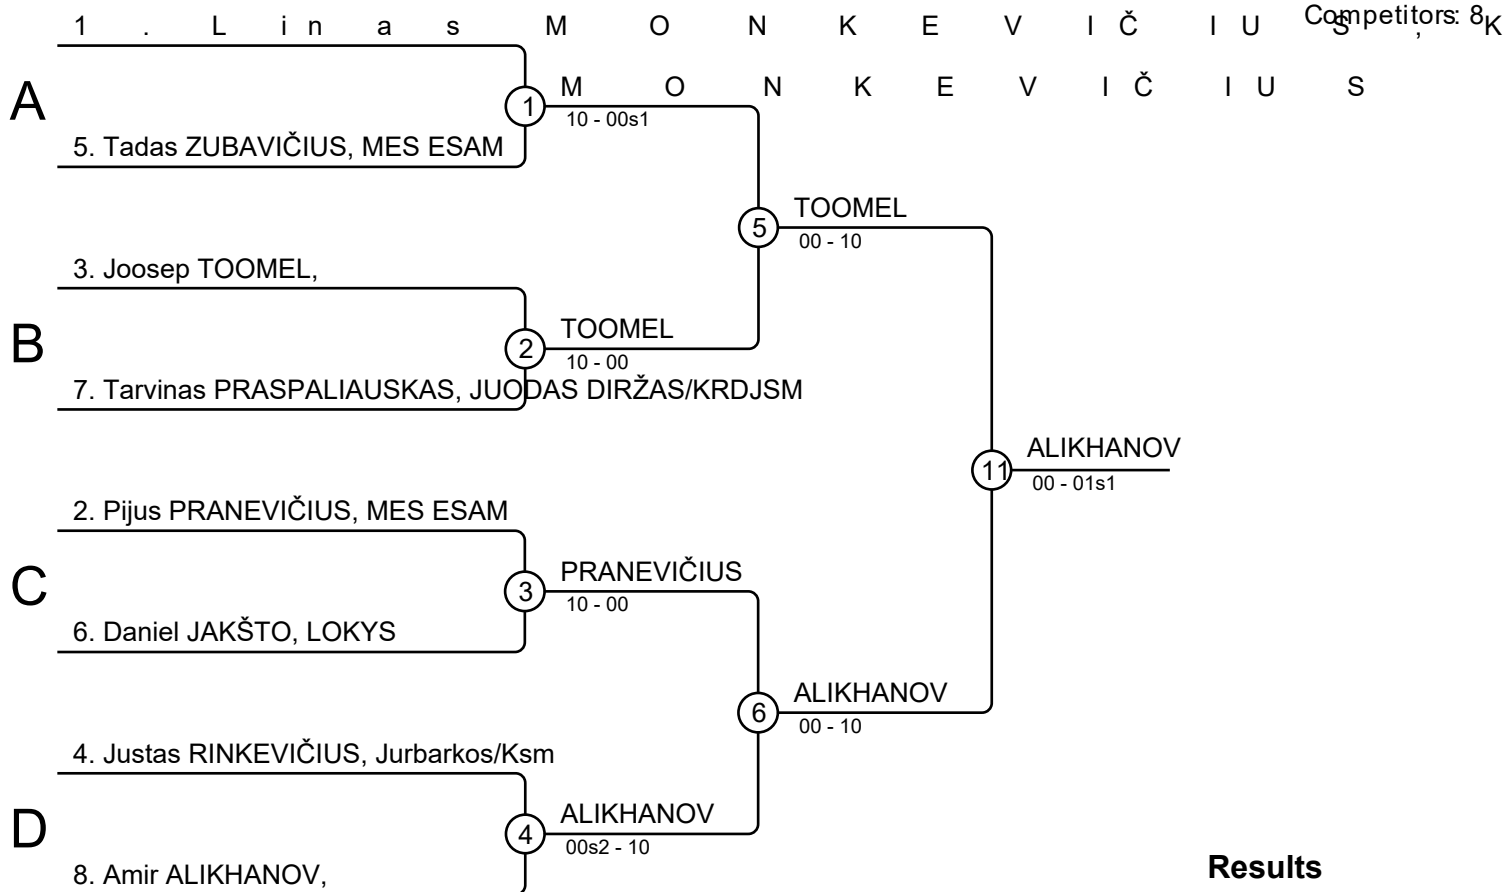 Competitors: 8
1. Linas MONKEVIČIUS, K
A
MONKEVIČIUS
1
10 - 00s1
5. Tadas ZUBAVIČIUS, MES ESAM
TOOMEL
5
00 - 10
3. Joosep TOOMEL,
B
TOOMEL
2
10 - 00
7. Tarvinas PRASPALIAUSKAS, JUODAS DIRŽAS/KRDJSM
ALIKHANOV
11
00 - 01s1
2. Pijus PRANEVIČIUS, MES ESAM
C
PRANEVIČIUS
3
10 - 00
6. Daniel JAKŠTO, LOKYS
ALIKHANOV
6
00 - 10
4. Justas RINKEVIČIUS, Jurbarkos/Ksm
D
ALIKHANOV
4
00s2 - 10
8. Amir ALIKHANOV,
Results